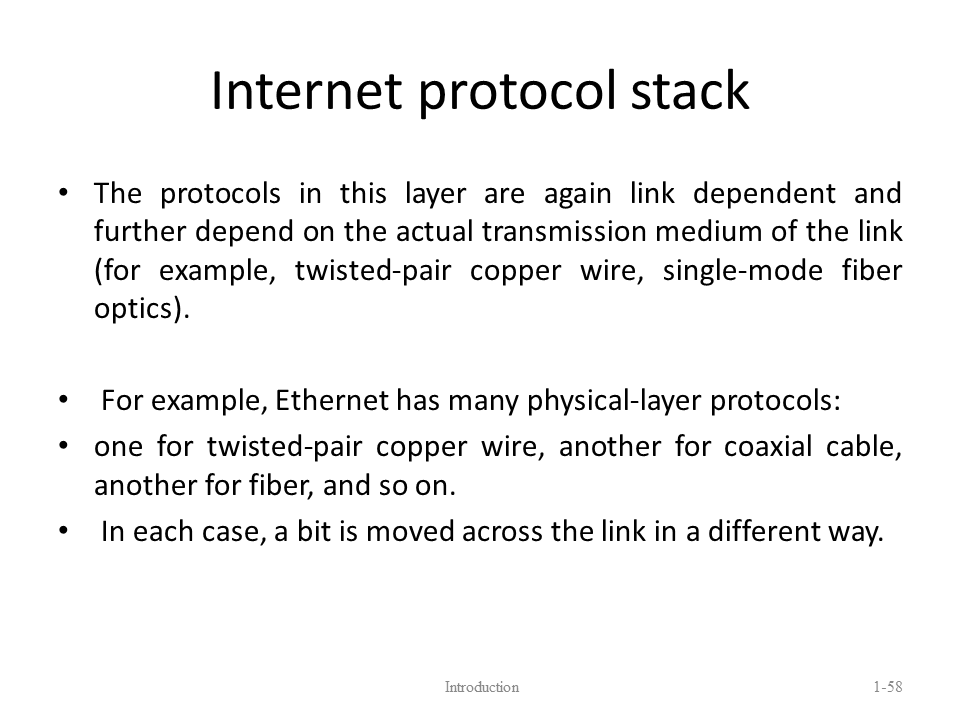 Internet protocol stack
• The protocols in this layer are again link dependent and
further depend on the actual transmission medium of the link
(for example, twisted-pair copper wire, single-mode fiber
optics).
• For example, Ethernet has many physical-layer protocols:
• one for twisted-pair copper wire, another for coaxial cable,
another for fiber, and so on.
• In each case, a bit is moved across the link in a different way.
Introduction
1-58